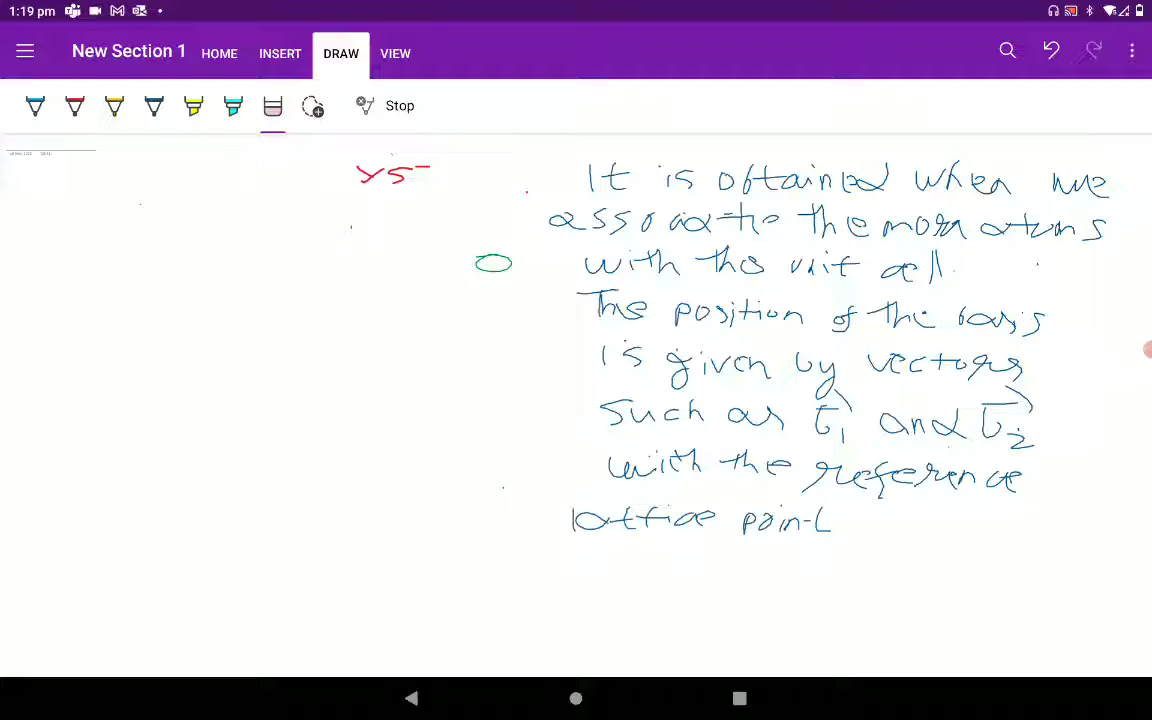 1:19 pm
New Section 1 HOME INSERT DRAW VIEW
Stop
ys
It is obtained when we
associate the more atoms
with the unit cell.
The position of the basis
is given by vectors
such as
and
with the reference
lattice point